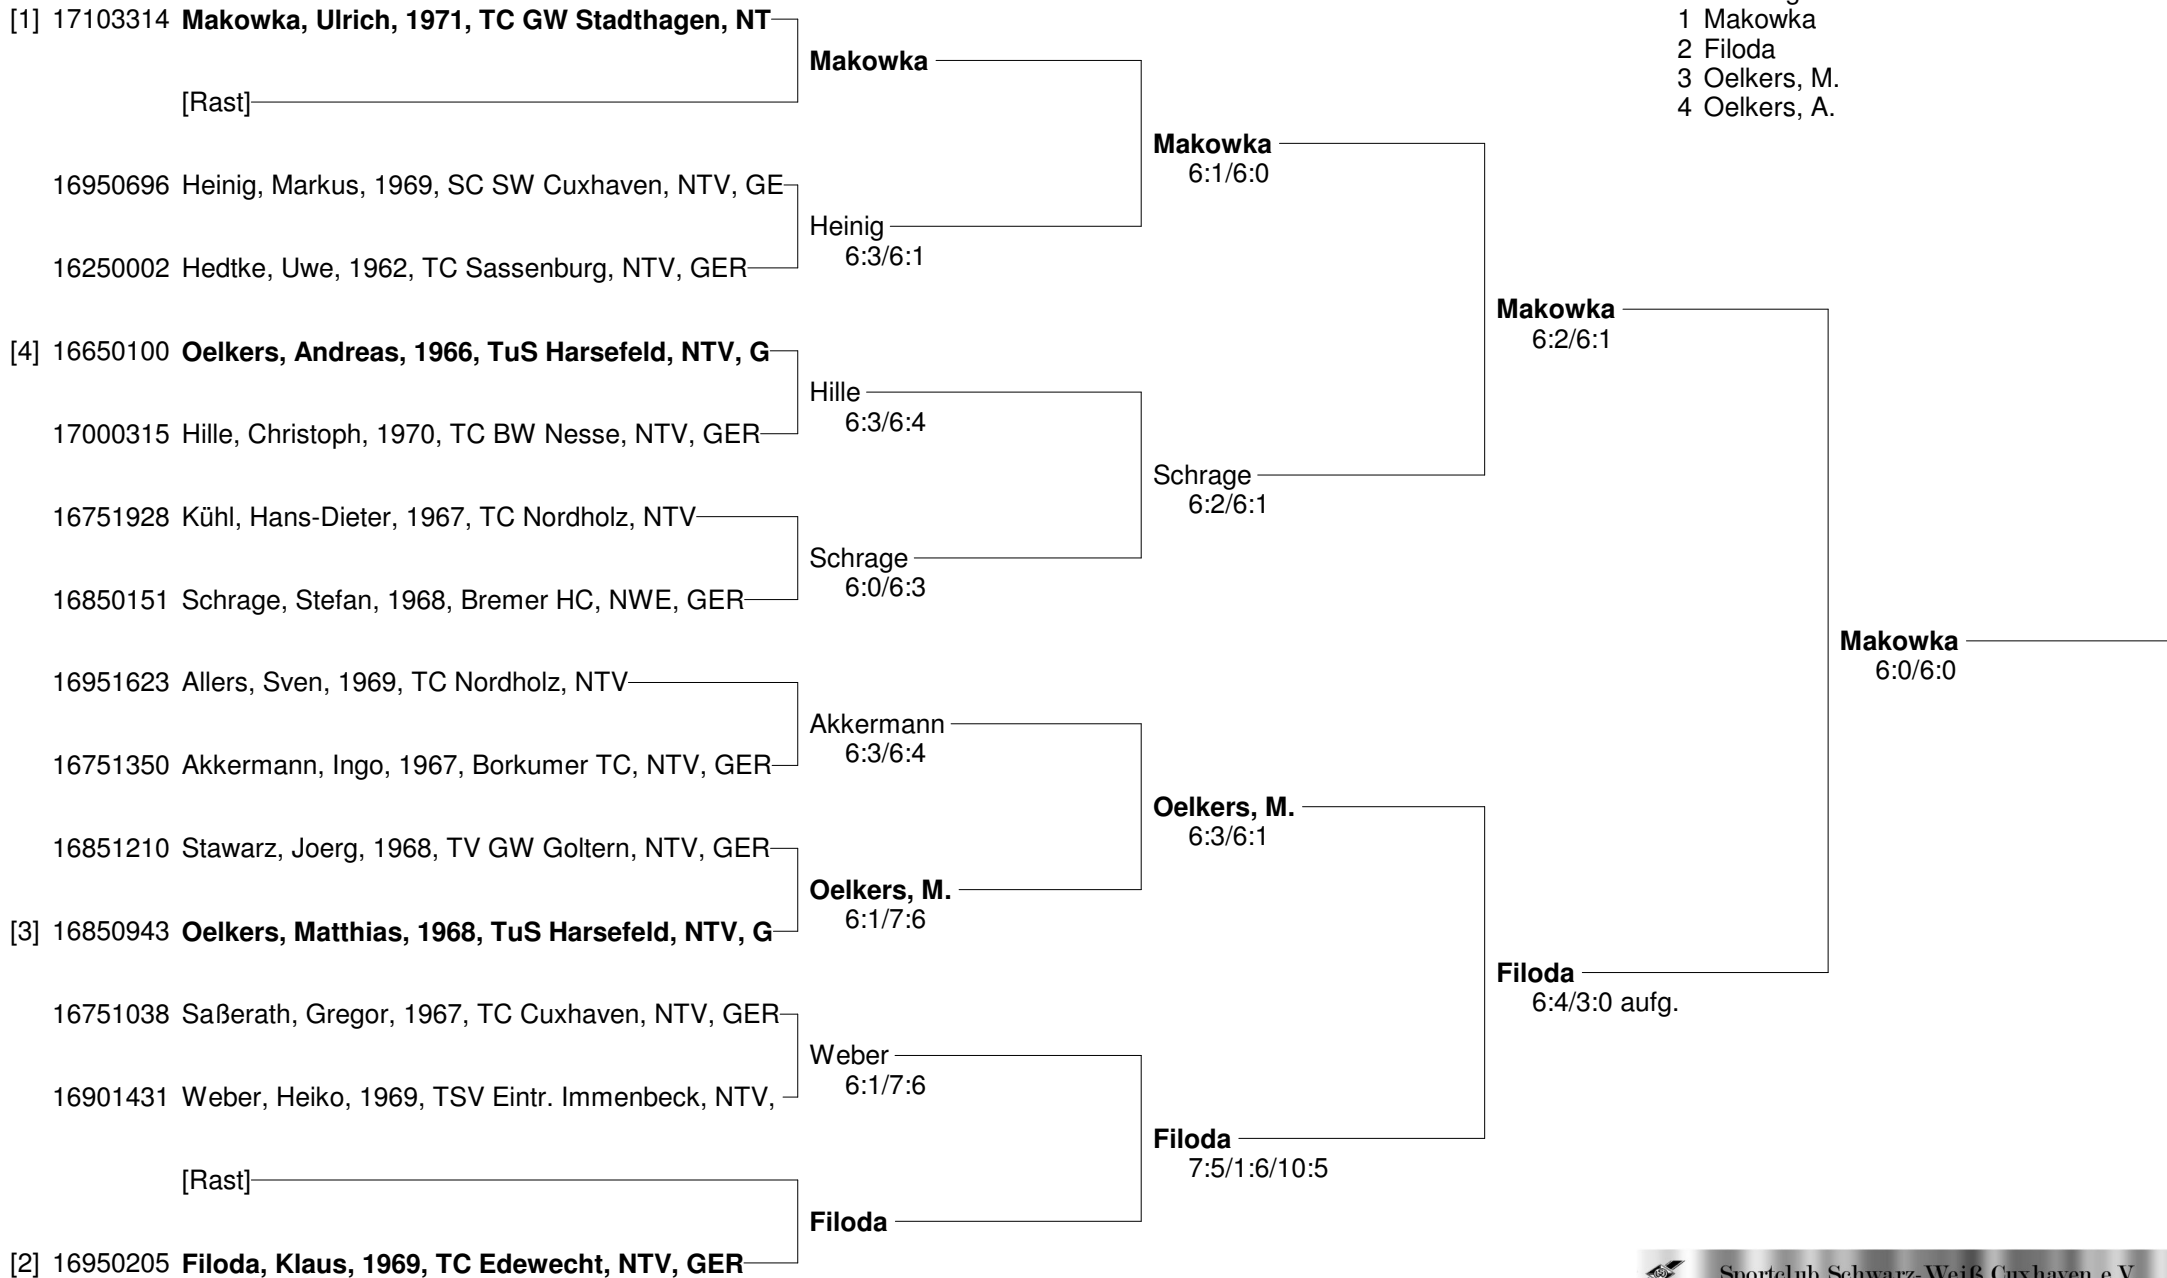 [1] 17103314 Makowka, Ulrich, 1971, TC GW Stadthagen, NT
[Rast]
16950696 Heinig, Markus, 1969, SC SW Cuxhaven, NTV, GE
16250002 Hedtke, Uwe, 1962, TC Sassenburg, NTV, GER
[4] 16650100 Oelkers, Andreas, 1966, TuS Harsefeld, NTV, G
17000315 Hille, Christoph, 1970, TC BW Nesse, NTV, GER
16751928 Kühl, Hans-Dieter, 1967, TC Nordholz, NTV
16850151 Schrage, Stefan, 1968, Bremer HC, NWE, GER
16951623 Allers, Sven, 1969, TC Nordholz, NTV
16751350 Akkermann, Ingo, 1967, Borkumer TC, NTV, GER
16851210 Stawarz, Joerg, 1968, TV GW Goltern, NTV, GER
[3] 16850943 Oelkers, Matthias, 1968, TuS Harsefeld, NTV, G
16751038 Saßerath, Gregor, 1967, TC Cuxhaven, NTV, GER
16901431 Weber, Heiko, 1969, TSV Eintr. Immenbeck, NTV,
[Rast]
[2] 16950205 Filoda, Klaus, 1969, TC Edewecht, NTV, GER
Makowka
Heinig
6:3/6:1
Hille
6:3/6:4
Schrage
6:0/6:3
Akkermann
6:3/6:4
Oelkers, M.
6:1/7:6
Weber
6:1/7:6
Filoda
Makowka
6:1/6:0
Schrage
6:2/6:1
Oelkers, M.
6:3/6:1
Filoda
7:5/1:6/10:5
Makowka
6:2/6:1
Filoda
6:4/3:0 aufg.
Makowka
6:0/6:0
1 Makowka
2 Filoda
3 Oelkers, M.
4 Oelkers, A.
Sportclub Schwarz-Weiß Cuxhaven e.V.